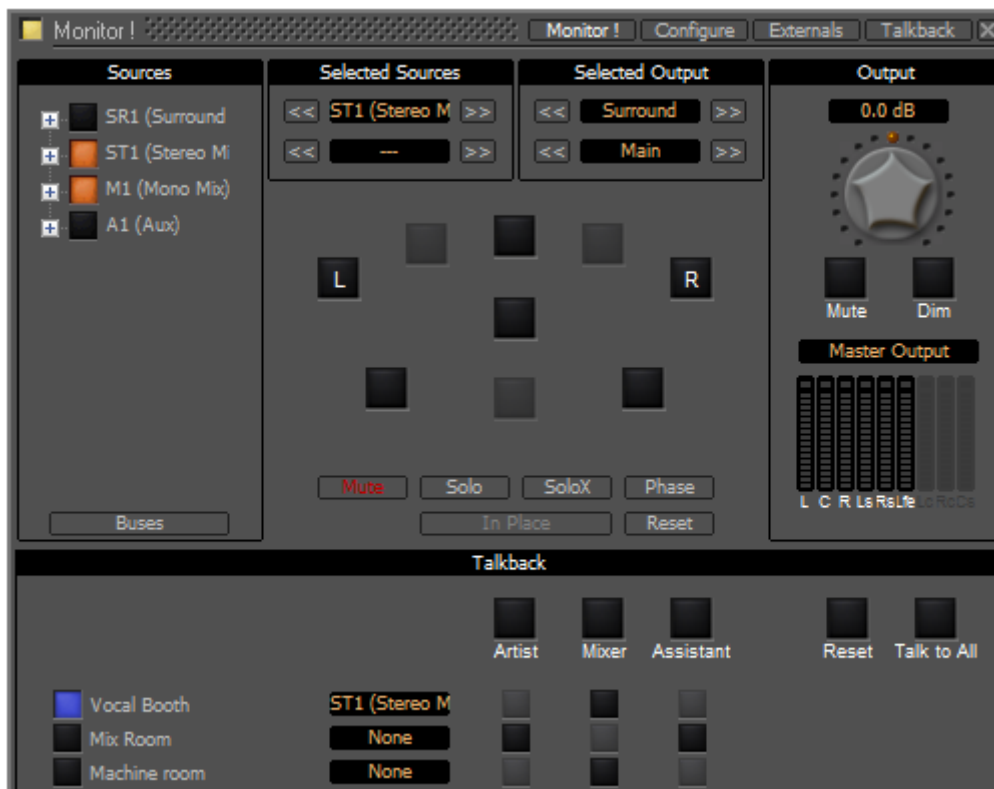 Monitor ! Monitor ! Configure Externals Talkback
Sources
SR1 (Surround
ST1 (Stereo Mi
M1 (Mono Mix)
A1 (Aux)
Buses
Selected Sources
<< ST1 (Stereo M >>
<< --- >>
Selected Output
<< Surround >>
<< Main >>
L
R
Mute Solo SoloX Phase
In Place Reset
Output
0.0 dB
Mute Dim
Master Output
L C R Ls Rs Lfe Lc Rc Cs
Talkback
Artist Mixer Assistant Reset Talk to All
Vocal Booth ST1 (Stereo M
Mix Room None
Machine room None